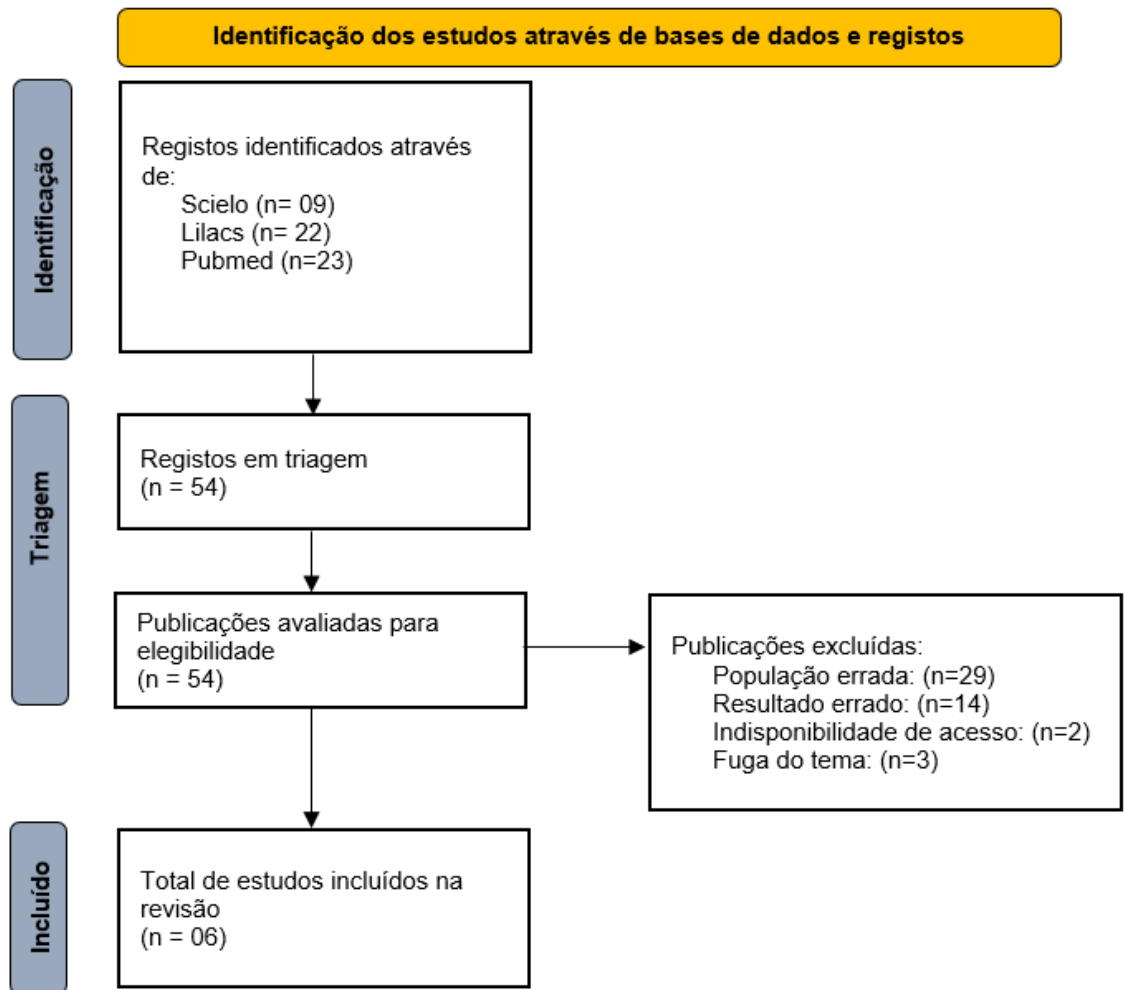 Identificação dos estudos através de bases de dados e registos
Identificação
Registos identificados através
de:
Scielo (n= 09)
Lilacs (n= 22)
Pubmed (n=23)
Triagem
Registos em triagem
(n = 54)
Publicações avaliadas para
elegibilidade
(n = 54)
Publicações excluídas:
População errada: (n=29)
Resultado errado: (n=14)
Indisponibilidade de acesso: (n=2)
Fuga do tema: (n=3)
Incluído
Total de estudos incluídos na
revisão
(n = 06)